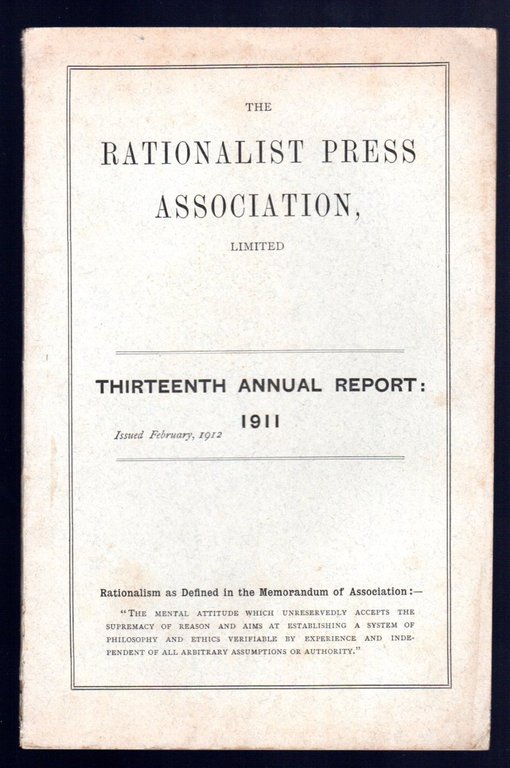 THE
RATIONALIST PRESS
ASSOCIATION,
LIMITED
THIRTEENTH ANNUAL REPORT:
1911
Issued February, 1912
Rationalism as Defined in the Memorandum of Association:—
"THE MENTAL ATTITUDE WHICH UNRESERVEDLY ACCEPTS THE
SUPREMACY OF REASON AND AIMS AT ESTABLISHING A SYSTEM OF
PHILOSOPHY AND ETHICS VERIFIABLE BY EXPERIENCE AND INDE-
PENDENT OF ALL ARBITRARY ASSUMPTIONS OR AUTHORITY."